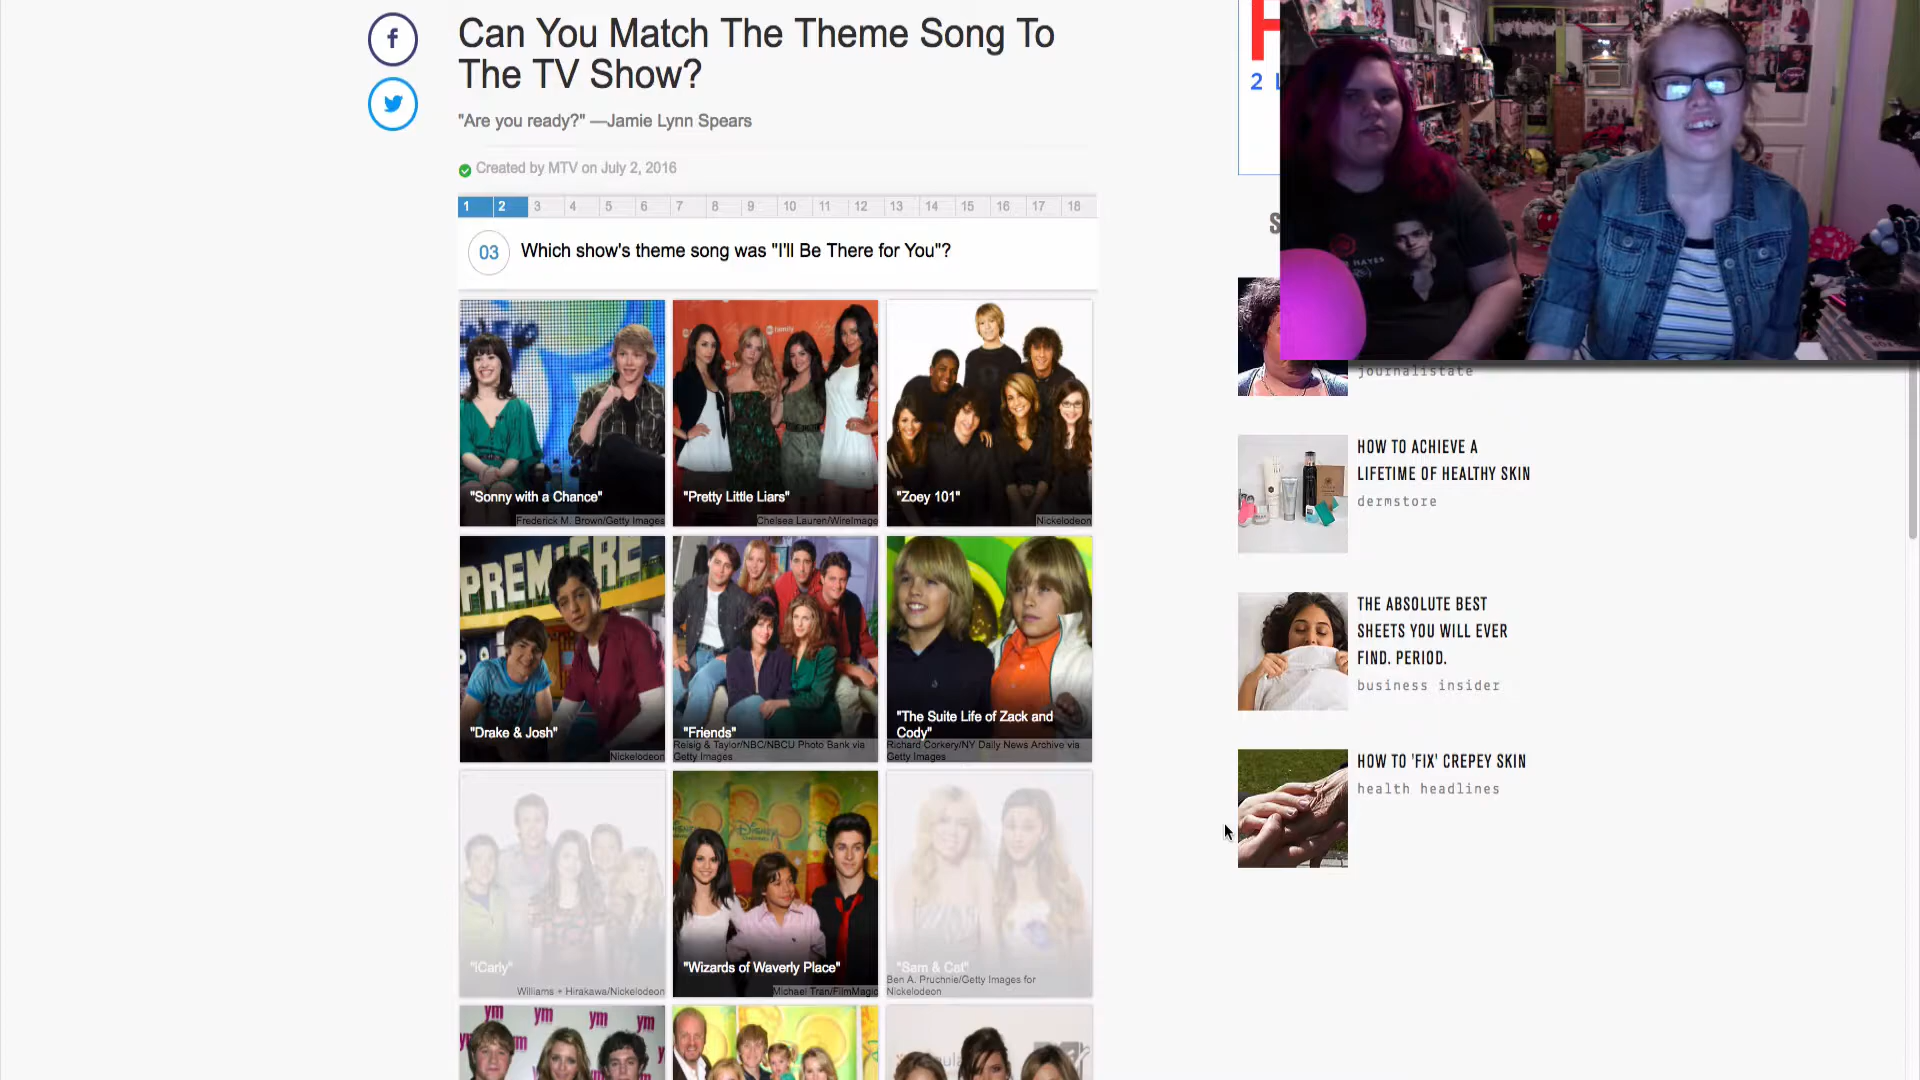 Can You Match The Theme Song To
The TV Show?
"Are you ready?" —Jamie Lynn Spears
Created by MTV on July 2, 2016
1 2 3 4 5 6 7 8 9 10 11 12 13 14 15 16 17 18
03 Which show's theme song was "I'll Be There for You"?
"Sonny with a Chance"
Frederick M. Brown/Getty Images
"Pretty Little Liars"
Chelsea Lauren/WireImage
"Zoey 101"
Nickelodeon
PREMIERE
"Drake & Josh"
Nickelodeon
"Friends"
Reisig & Taylor/NBC/NBCU Photo Bank via
Getty Images
"The Suite Life of Zack and
Cody"
Richard Corkery/NY Daily News Archive via
Getty Images
"iCarly"
Williams + Hirakawa/Nickelodeon
"Wizards of Waverly Place"
Michael Tran/FilmMagic
"Sam & Cat"
Ben A. Pruchnie/Getty Images for
Nickelodeon
ym ym ym ym
2
journalistate
HOW TO ACHIEVE A
LIFETIME OF HEALTHY SKIN
dermstore
THE ABSOLUTE BEST
SHEETS YOU WILL EVER
FIND. PERIOD.
business insider
HOW TO 'FIX' CREPEY SKIN
health headlines